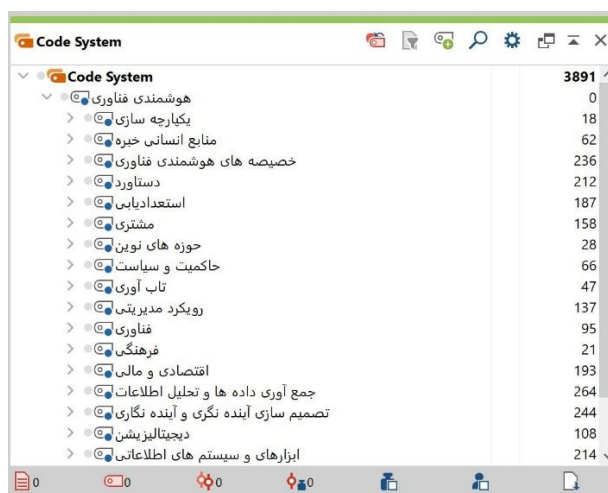 Code System
Code System 3891
هوشمندی فناوری 0
یکپارچه سازی 18
منابع انسانی خبره 62
خصیصه های هوشمندی فناوری 236
دستاورد 212
استعدادیابی 187
مشتری 158
حوزه های نوین 28
حاکمیت و سیاست 66
تاب آوری 47
رویکرد مدیریتی 137
فناوری 95
فرهنگی 21
اقتصادی و مالی 193
جمع آوری داده ها و تحلیل اطلاعات 264
تصمیم سازی آینده نگری و آینده نگاری 244
دیجیتالیزیشن 108
ابزارهای و سیستم های اطلاعاتی 214
0 0 0 0